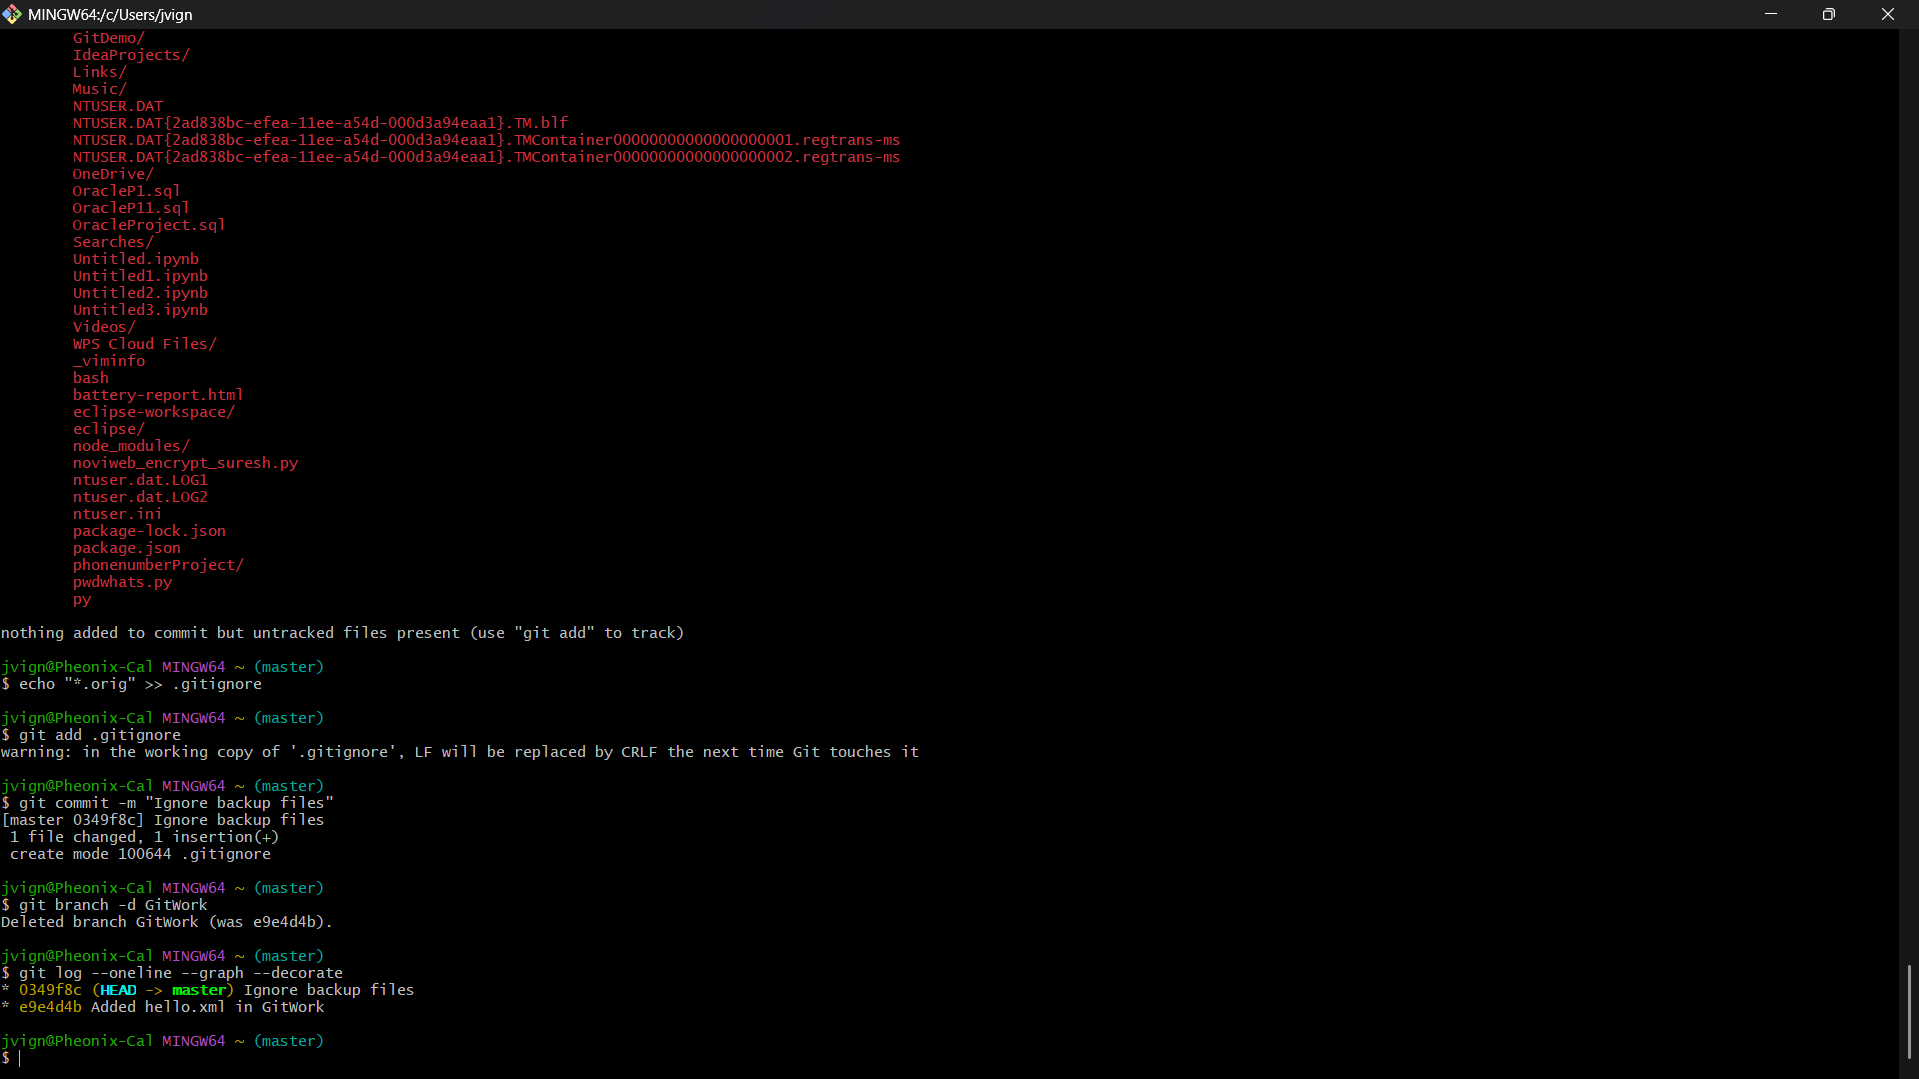 MINGW64:/c/Users/jvign
GitDemo/
IdeaProjects/
Links/
Music/
NTUSER.DAT
NTUSER.DAT{2ad838bc-efea-11ee-a54d-000d3a94eaa1}.TM.blf
NTUSER.DAT{2ad838bc-efea-11ee-a54d-000d3a94eaa1}.TMContainer00000000000000000001.regtrans-ms
NTUSER.DAT{2ad838bc-efea-11ee-a54d-000d3a94eaa1}.TMContainer00000000000000000002.regtrans-ms
OneDrive/
OracleP1.sql
OracleP11.sql
OracleProject.sql
Searches/
Untitled.ipynb
Untitled1.ipynb
Untitled2.ipynb
Untitled3.ipynb
Videos/
WPS Cloud Files/
_viminfo
bash
battery-report.html
eclipse-workspace/
eclipse/
node_modules/
noviweb_encrypt_suresh.py
ntuser.dat.LOG1
ntuser.dat.LOG2
ntuser.ini
package-lock.json
package.json
phonenumberProject/
pwdwhats.py
py
nothing added to commit but untracked files present (use "git add" to track)
jvign@Pheonix-Cal MINGW64 ~ (master)
$ echo "*.orig" >> .gitignore
jvign@Pheonix-Cal MINGW64 ~ (master)
$ git add .gitignore
warning: in the working copy of '.gitignore', LF will be replaced by CRLF the next time Git touches it
jvign@Pheonix-Cal MINGW64 ~ (master)
$ git commit -m "Ignore backup files"
[master 0349f8c] Ignore backup files
1 file changed, 1 insertion(+)
create mode 100644 .gitignore
jvign@Pheonix-Cal MINGW64 ~ (master)
$ git branch -d GitWork
Deleted branch GitWork (was e9e4d4b).
jvign@Pheonix-Cal MINGW64 ~ (master)
$ git log --oneline --graph --decorate
* 0349f8c (HEAD -> master) Ignore backup files
* e9e4d4b Added hello.xml in GitWork
jvign@Pheonix-Cal MINGW64 ~ (master)
$